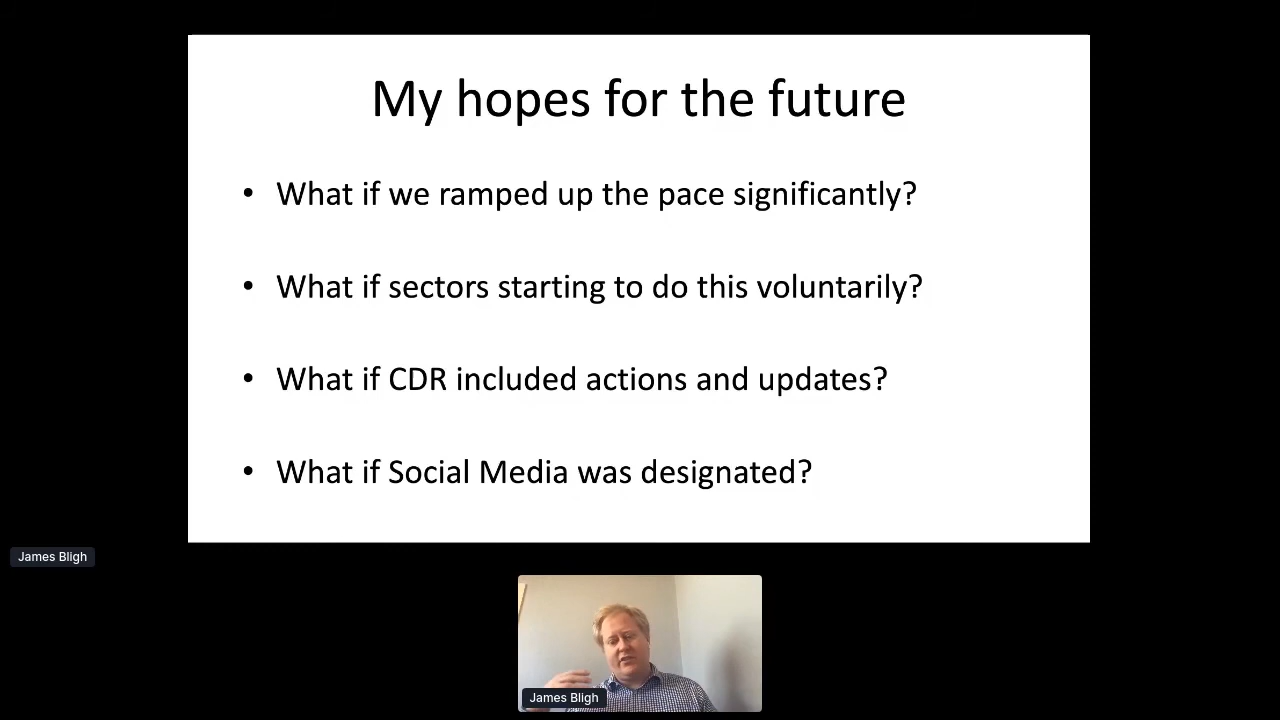 My hopes for the future
• What if we ramped up the pace significantly?
• What if sectors starting to do this voluntarily?
• What if CDR included actions and updates?
• What if Social Media was designated?
James Bligh
James Bligh